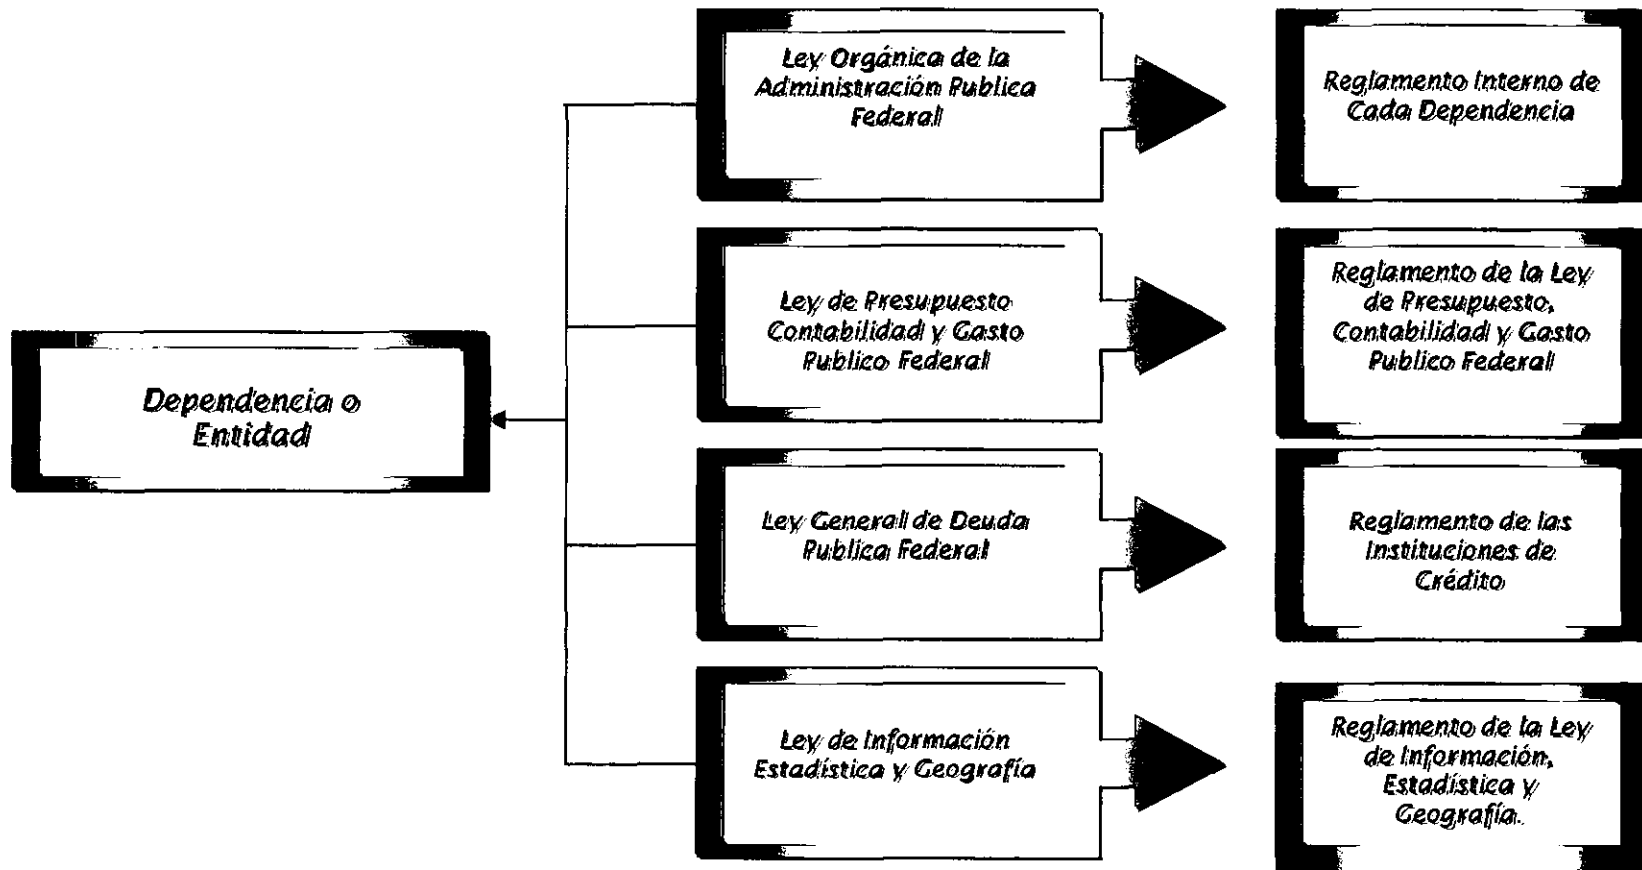 Ley Orgánica de la
Administración Publica
Federal
Reglamento Interno de
Cada Dependencia
Ley de Presupuesto
Contabilidad y Gasto
Publico Federal
Reglamento de la Ley
de Presupuesto,
Contabilidad y Gasto
Publico Federal
Dependencia o
Entidad
Ley General de Deuda
Publica Federal
Reglamento de las
Instituciones de
Crédito
Ley de Información
Estadística y Geografía
Reglamento de la Ley
de Información,
Estadística y
Geografía.